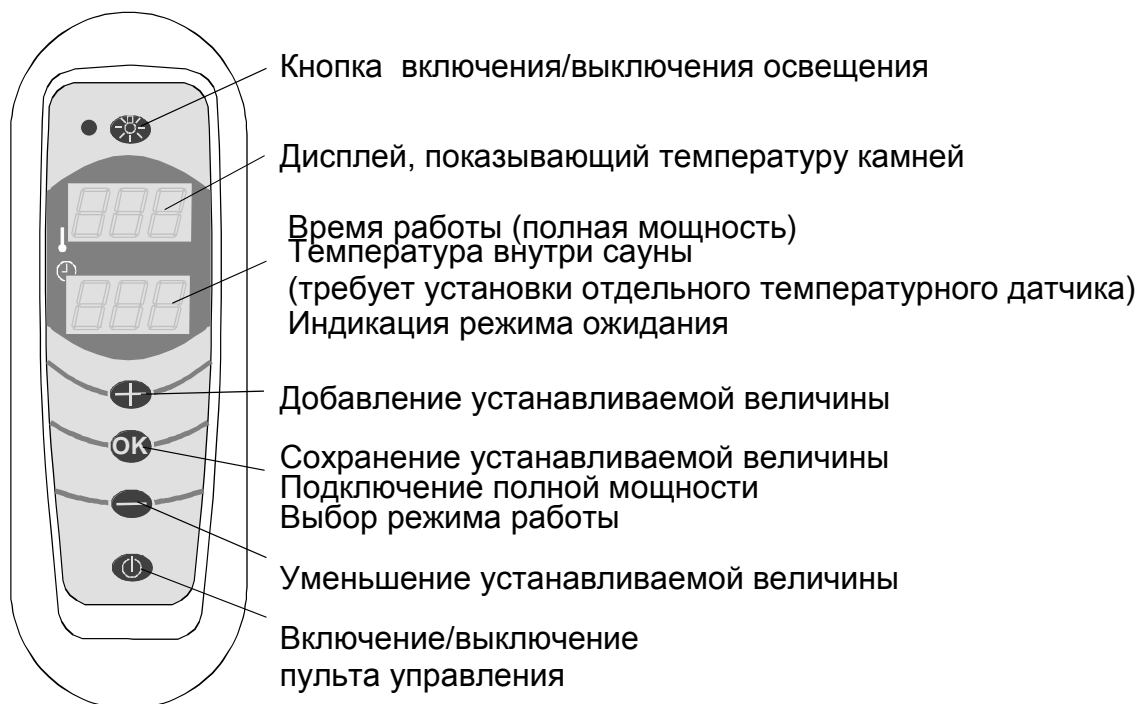 Кнопка включения/выключения освещения
Дисплей, показывающий температуру камней
888
Время работы (полная мощность)
Температура внутри сауны
(требует установки отдельного температурного датчика)
Индикация режима ожидания
888
Добавление устанавливаемой величины
OK
Сохранение устанавливаемой величины
Подключение полной мощности
Выбор режима работы
Уменьшение устанавливаемой величины
Включение/выключение
пульта управления